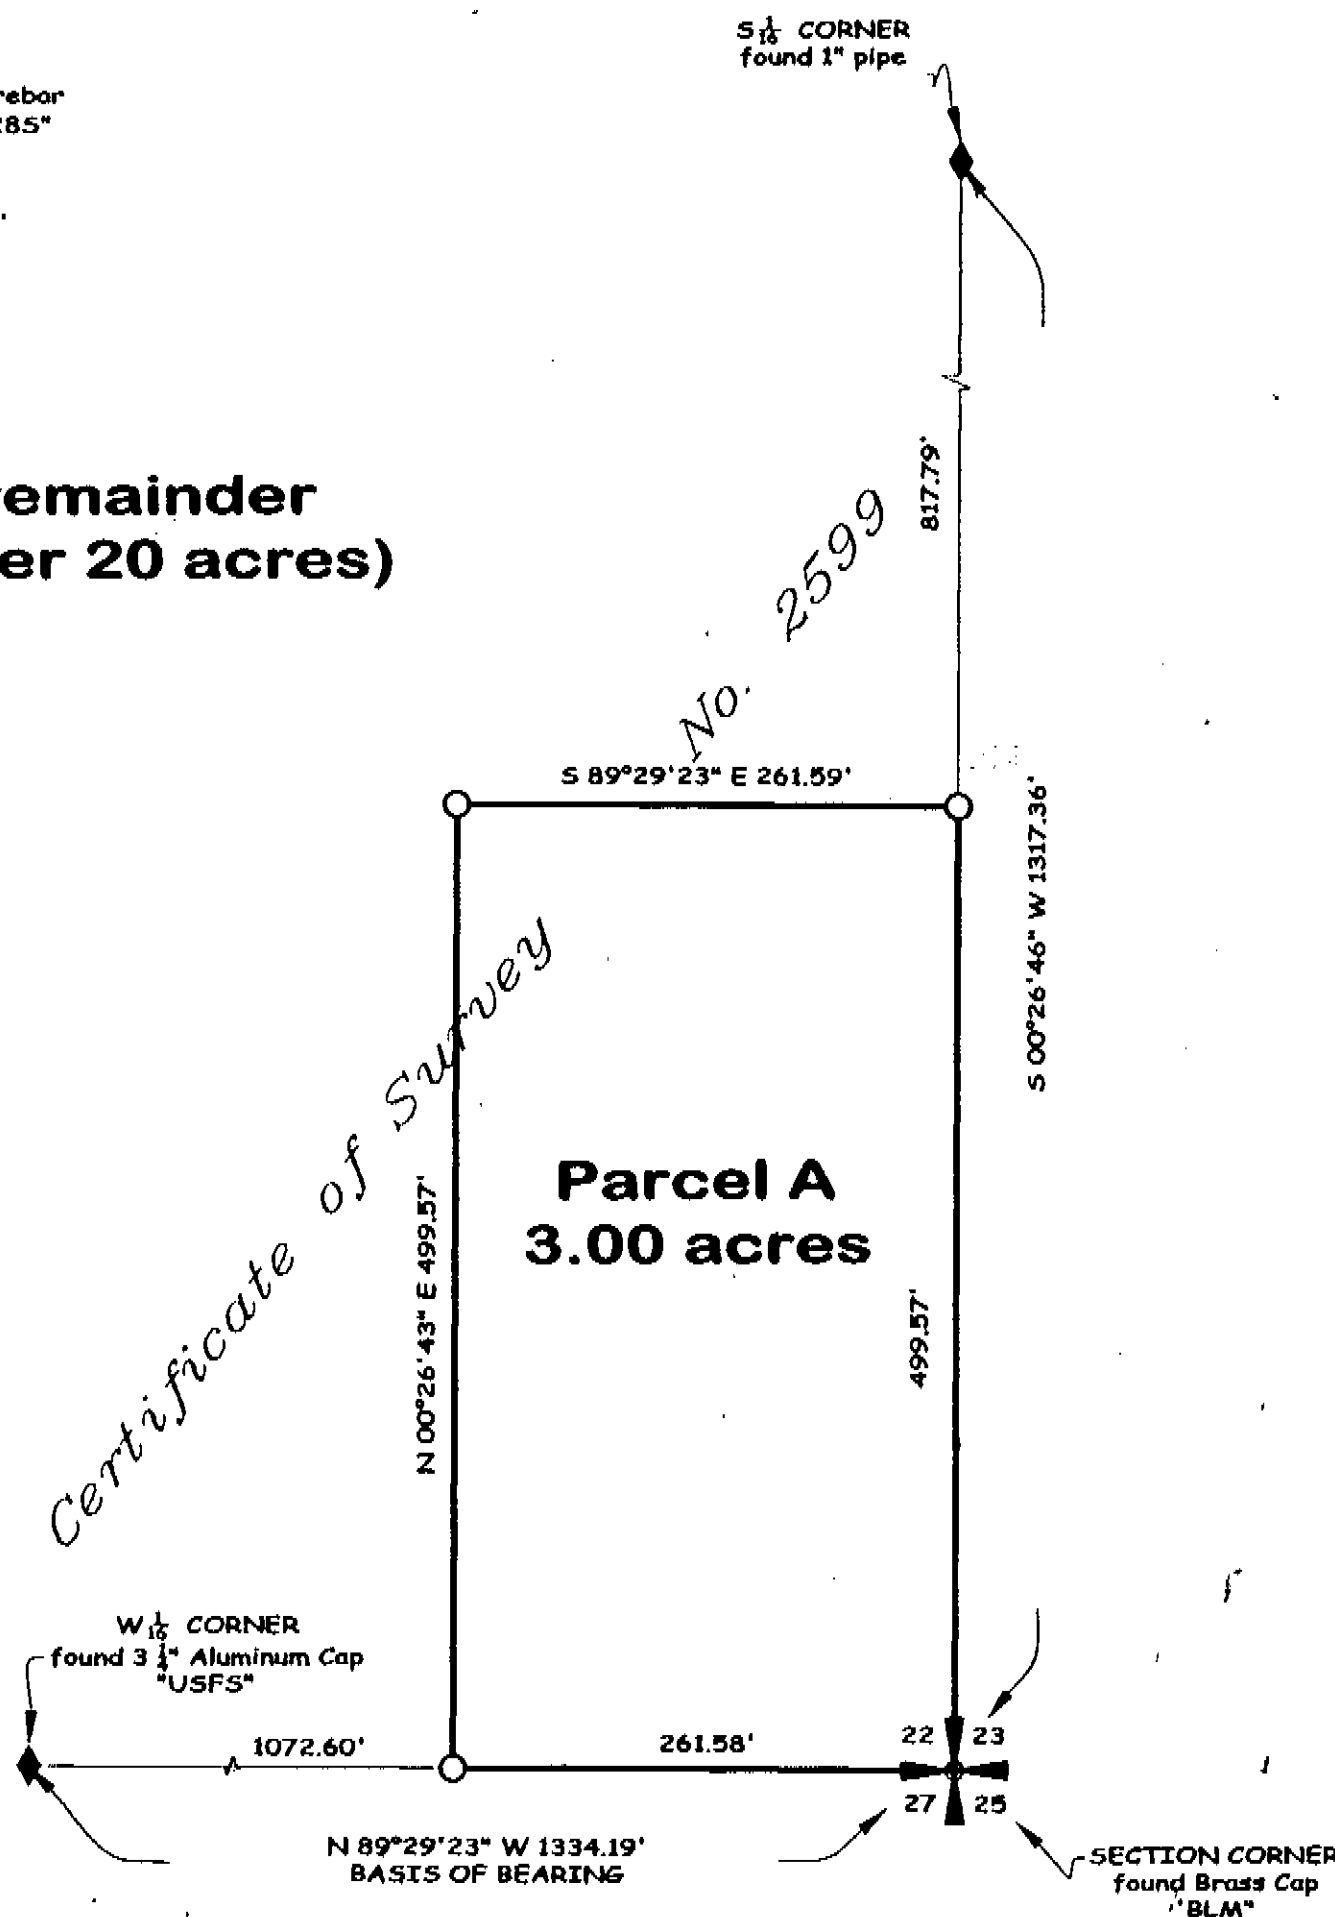 S 1/16 CORNER
found 1" pipe
rebar
285"
remainder
er 20 acres)
817.79'
Certificate of Survey No. 2599
S 89°29'23" E 261.59'
S 00°26'46" W 1317.36'
N 00°26'43" E 499.57'
Parcel A
3.00 acres
499.57'
W 1/16 CORNER
found 3 1/4" Aluminum Cap
"USFS"
1072.60'
261.58'
22 23
27 25
N 89°29'23" W 1334.19'
BASIS OF BEARING
SECTION CORNER
found Brass Cap
"BLM"